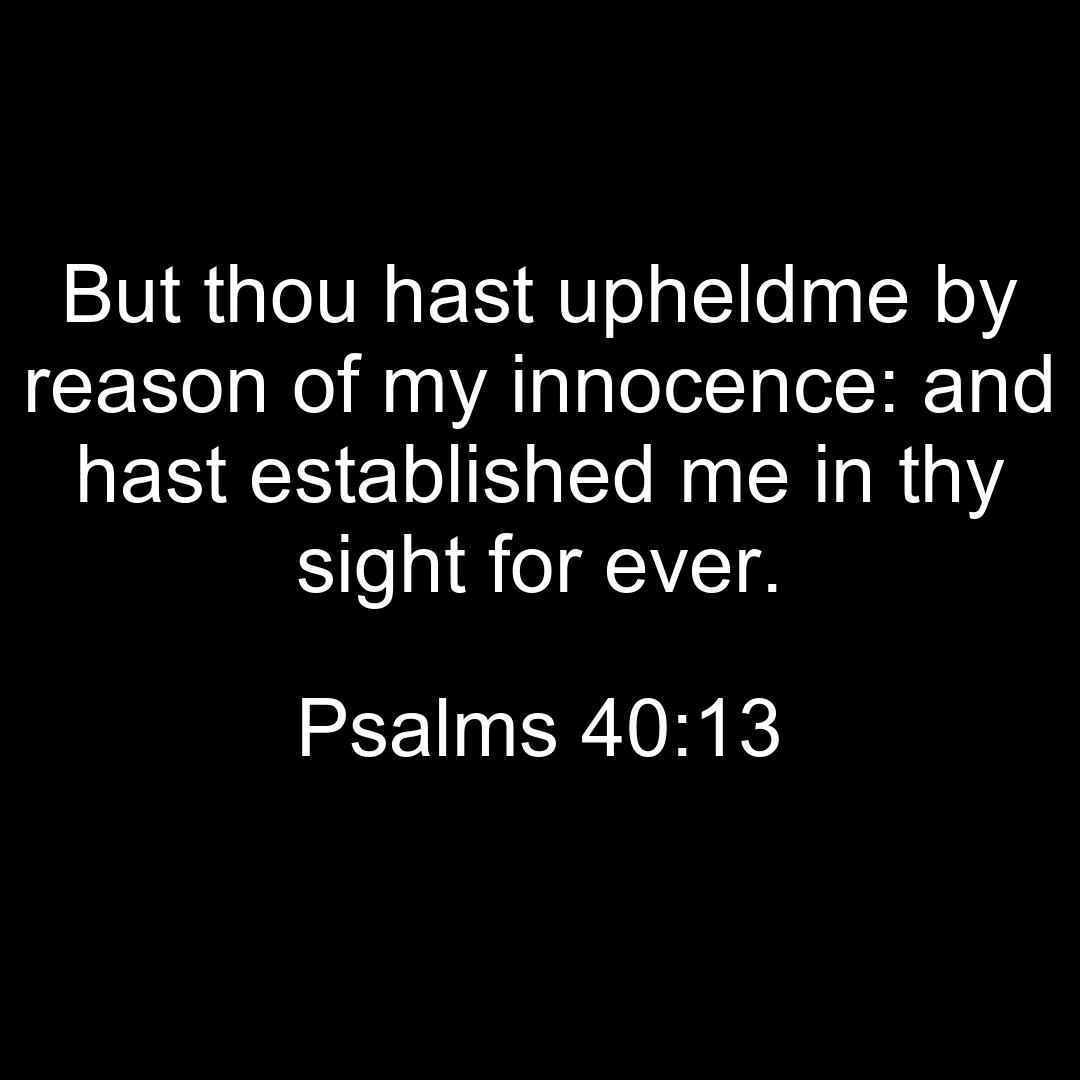 But thou hast upheldme by
reason of my innocence: and
hast established me in thy
sight for ever.
Psalms 40:13